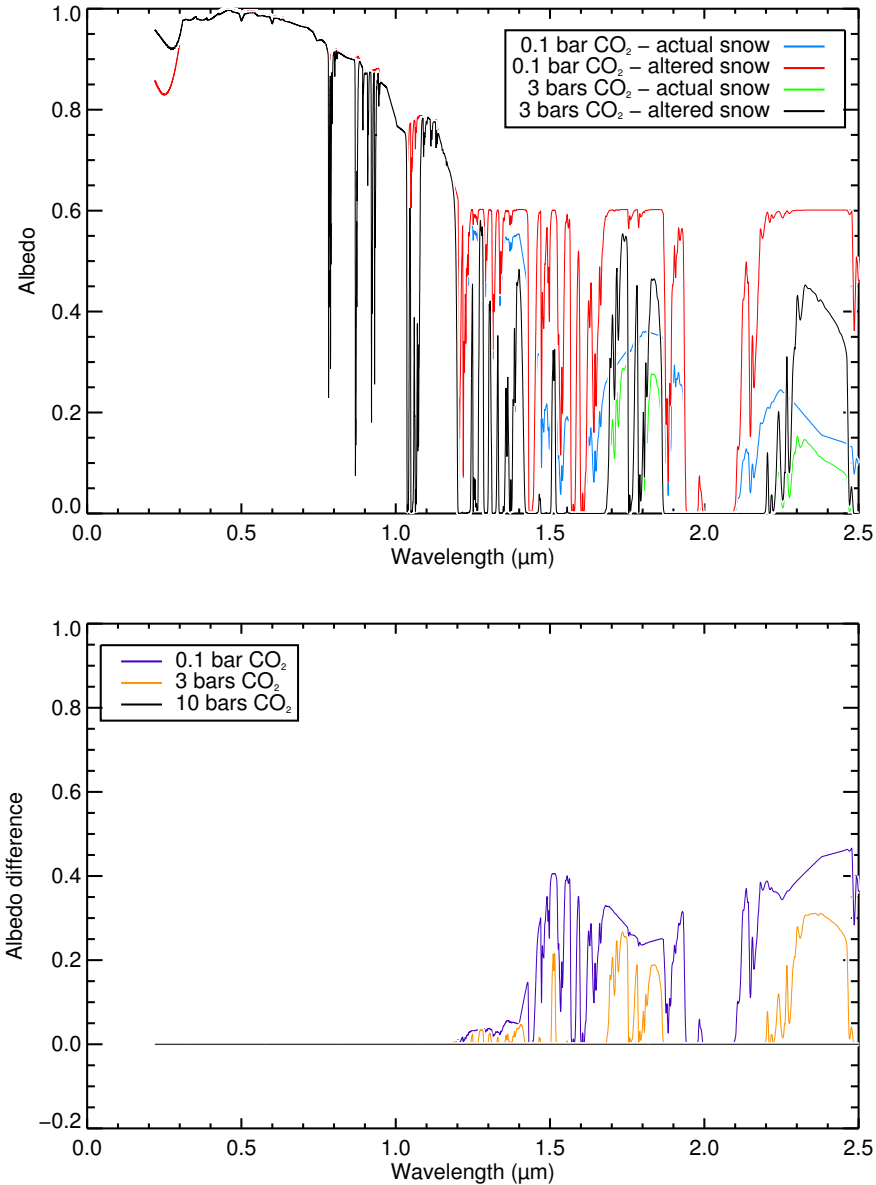 1.0
0.8
0.6
0.4
0.2
0.0
Albedo
0.1 bar CO₂ – actual snow
0.1 bar CO₂ – altered snow
3 bars CO₂ – actual snow
3 bars CO₂ – altered snow
0.0 0.5 1.0 1.5 2.0 2.5
Wavelength (µm)
1.0
0.8
0.6
0.4
0.2
0.0
−0.2
Albedo difference
0.1 bar CO₂
3 bars CO₂
10 bars CO₂
0.0 0.5 1.0 1.5 2.0 2.5
Wavelength (µm)